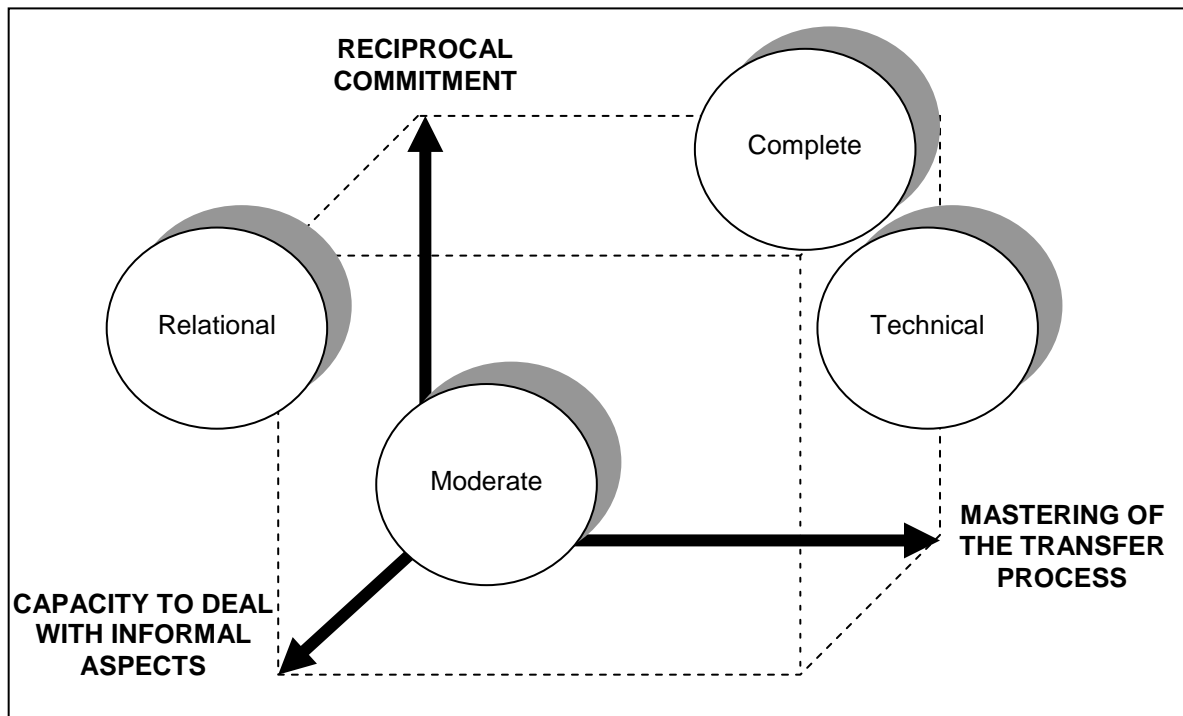 RECIPROCAL
COMMITMENT
Complete
Relational
Technical
Moderate
MASTERING OF
THE TRANSFER
PROCESS
CAPACITY TO DEAL
WITH INFORMAL
ASPECTS